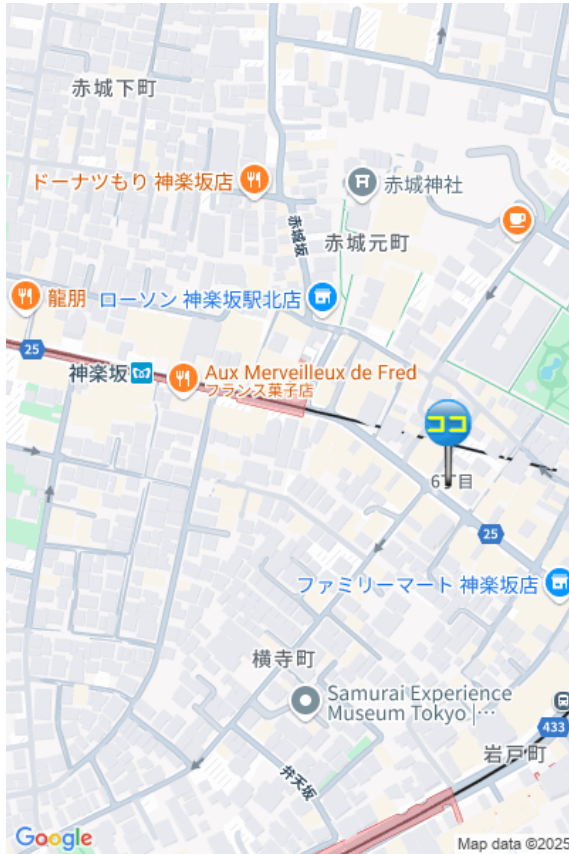 赤城下町
ドーナツもり 神楽坂店
赤城神社
赤城坂
赤城元町
龍朋
ローソン 神楽坂駅北店
25
神楽坂
Aux Merveilleux de Fred
フランス菓子店
ココ
6丁目
25
ファミリーマート 神楽坂店
横寺町
Samurai Experience
Museum Tokyo |…
433
岩戸町
弁天坂
Google
Map data ©2025